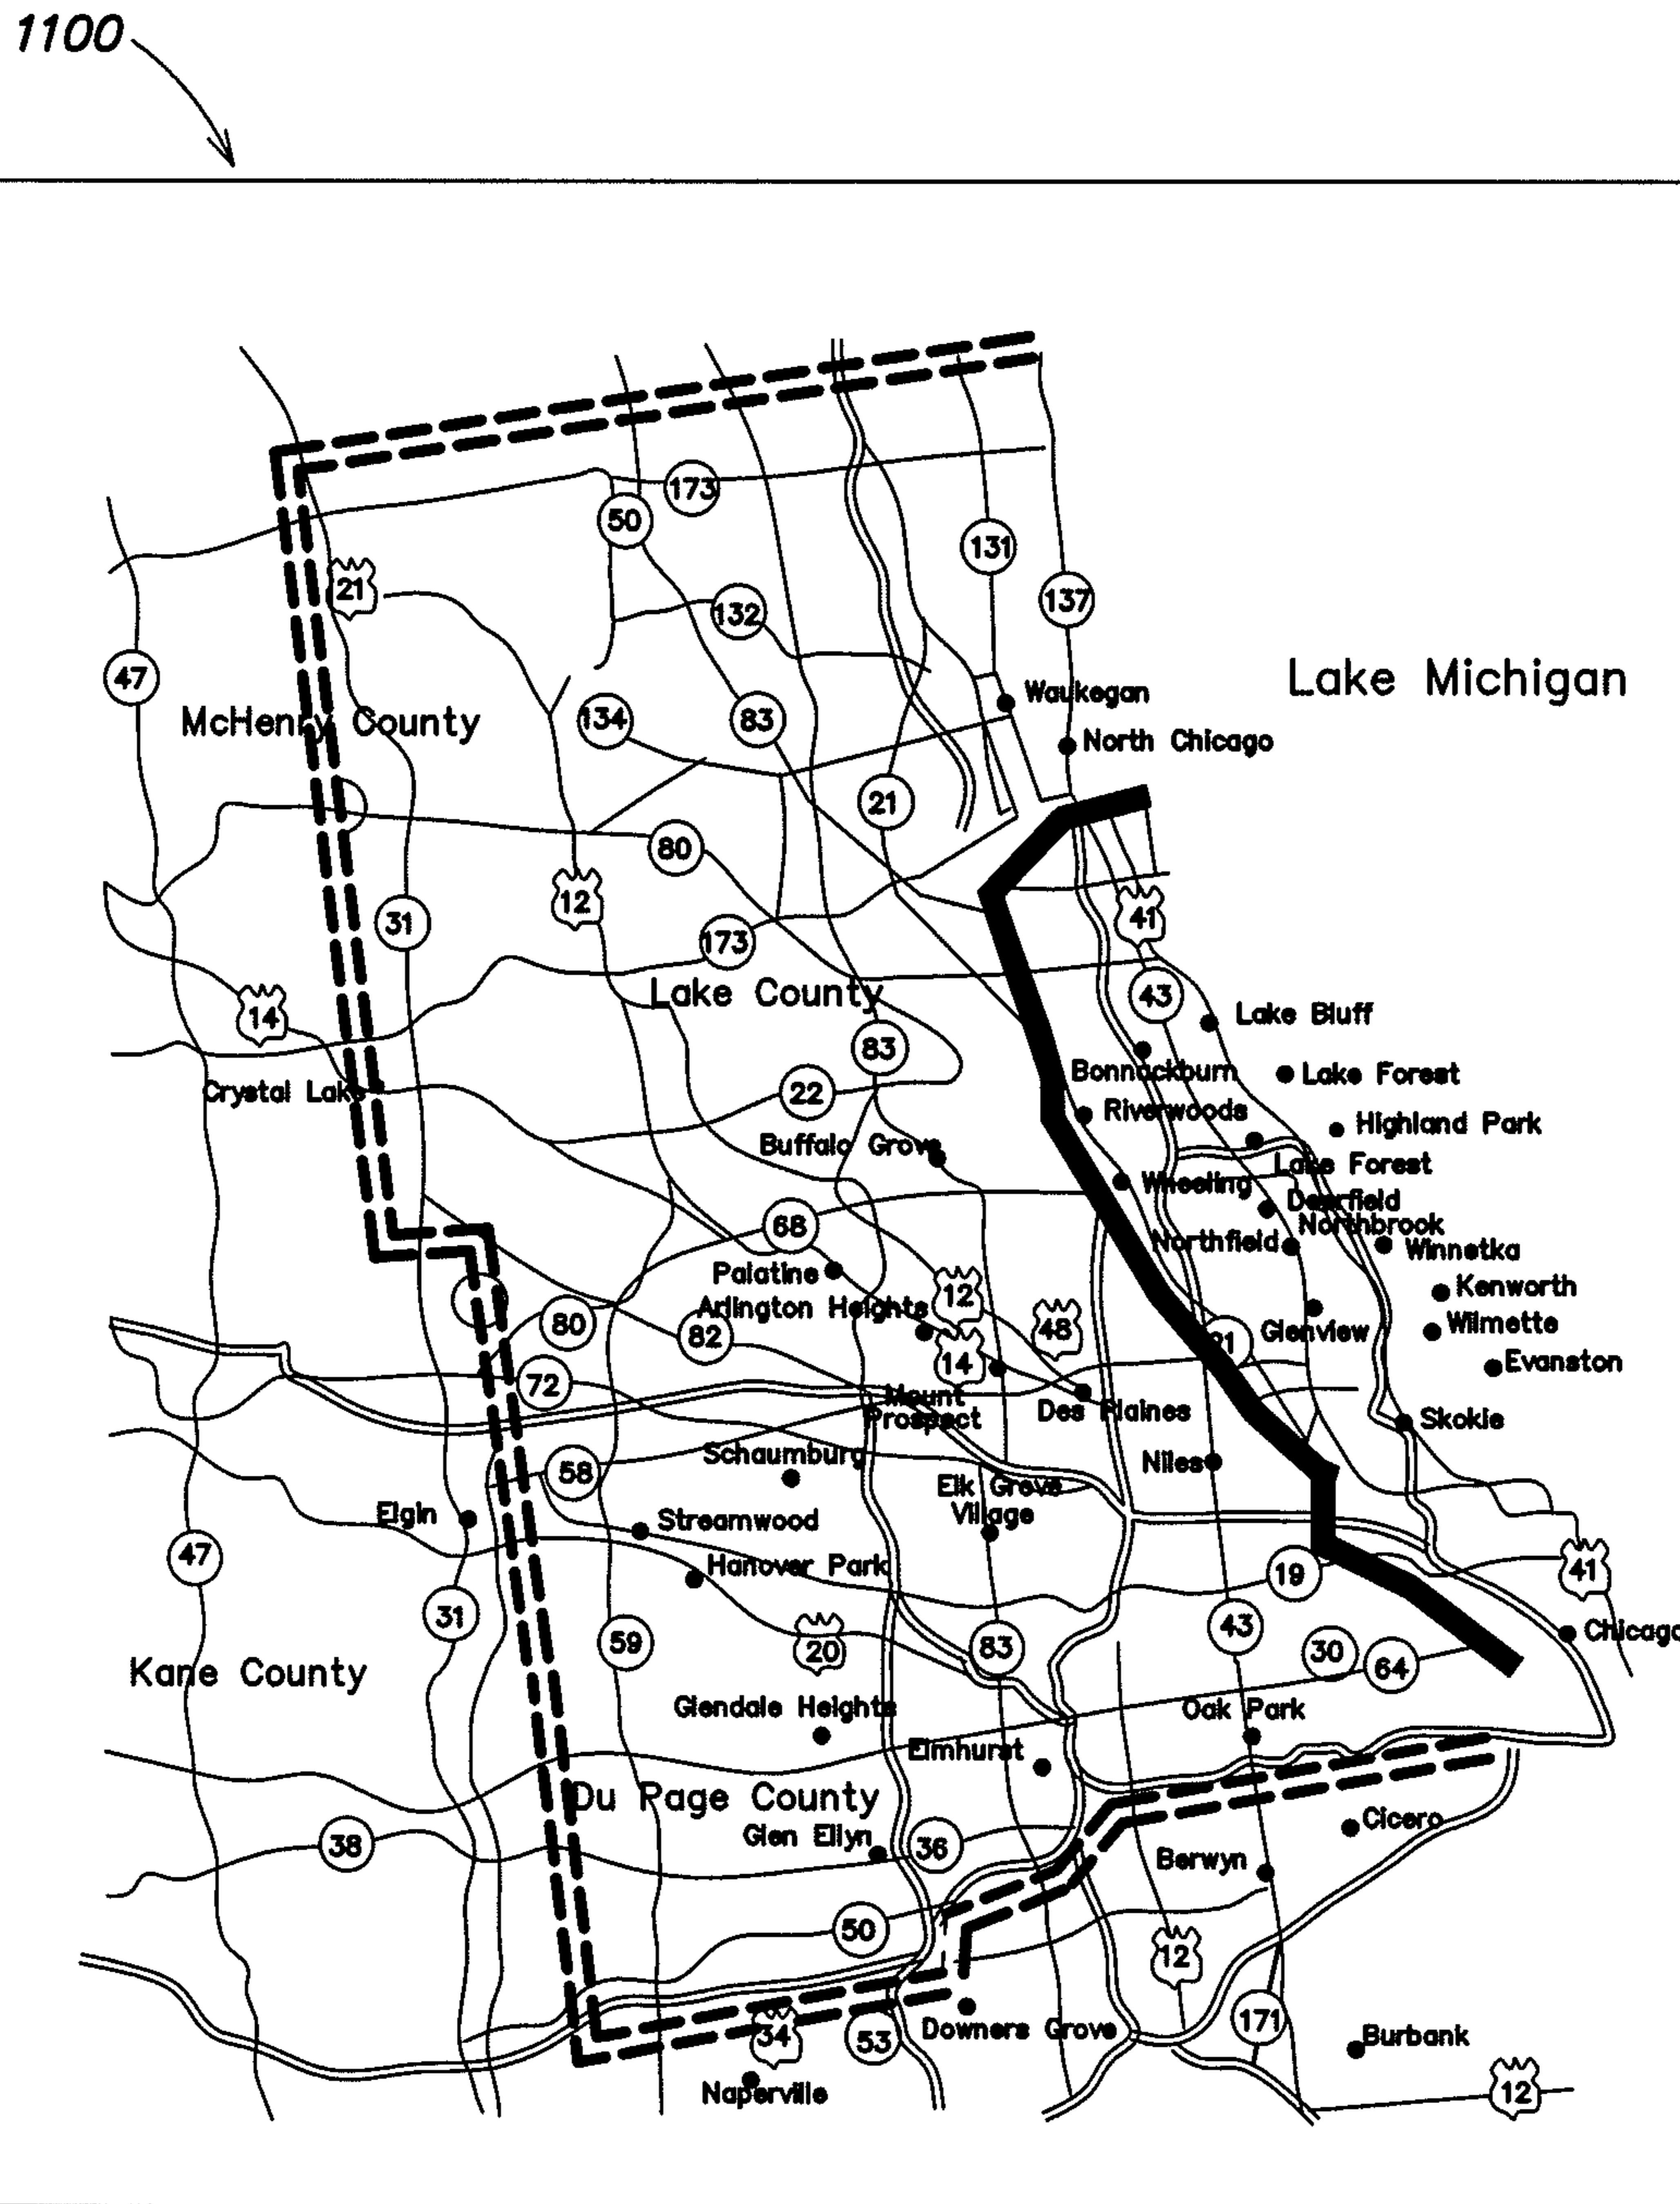 1100
173
50
131
21
137
132
47
Lake Michigan
Waukegan
McHenry County
134
83
North Chicago
21
80
12
31
41
173
Lake County
43
14
Lake Bluff
83
Bonnackburn
Lake Forest
Crystal Lake
22
Riverwoods
Highland Park
Buffalo Grove
Lake Forest
Wheeling
Deerfield
68
Northbrook
Northfield
Winnetka
Palatine
12
Kenworth
Arlington Heights
80
82
48
21
Glenview
Wilmette
14
Evanston
72
Mount
Prospect
Des Plaines
Skokie
Schaumburg
Niles
58
Elk Grove
Village
Elgin
Streamwood
47
Hanover Park
19
41
31
59
20
83
43
Chicago
30
64
Kane County
Glendale Heights
Oak Park
Elmhurst
Du Page County
Cicero
38
Glen Ellyn
36
Berwyn
50
12
34
53
Downers Grove
171
Burbank
Naperville
12